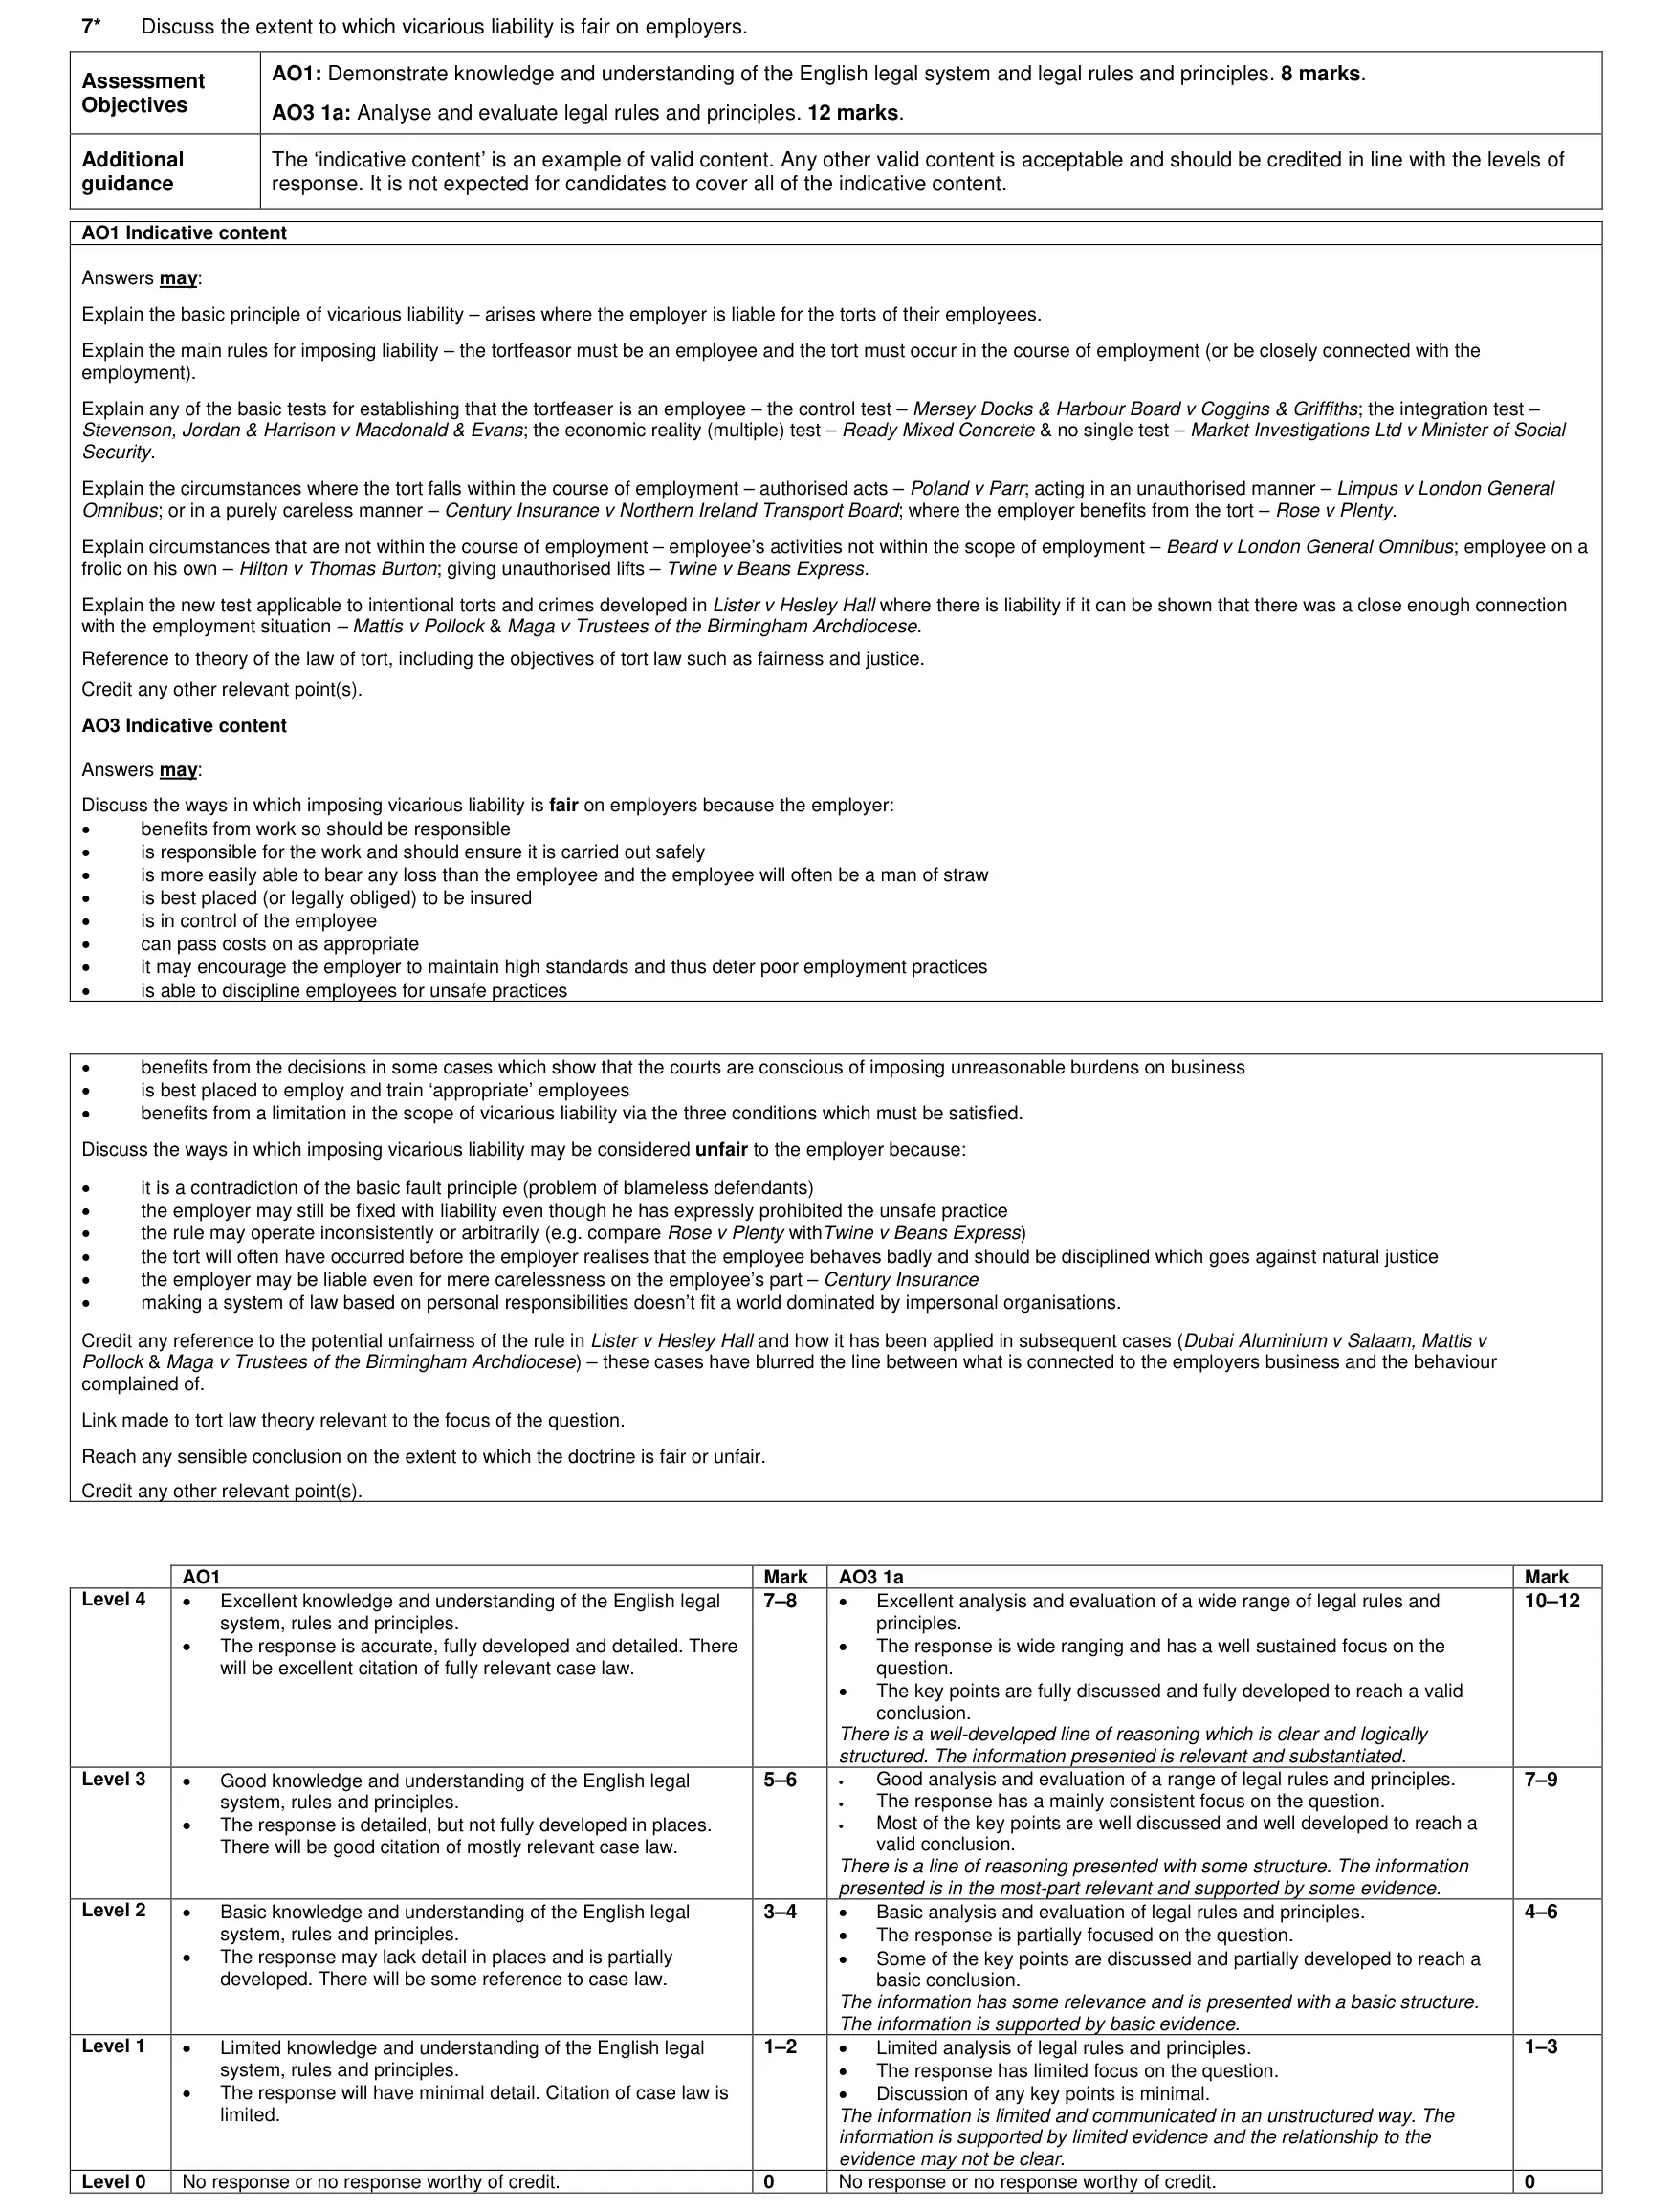 7* Discuss the extent to which vicarious liability is fair on employers.
Assessment
Objectives
AO1: Demonstrate knowledge and understanding of the English legal system and legal rules and principles. 8 marks.
AO3 1a: Analyse and evaluate legal rules and principles. 12 marks.
Additional
guidance
The ‘indicative content’ is an example of valid content. Any other valid content is acceptable and should be credited in line with the levels of
response. It is not expected for candidates to cover all of the indicative content.
AO1 Indicative content
Answers may:
Explain the basic principle of vicarious liability – arises where the employer is liable for the torts of their employees.
Explain the main rules for imposing liability – the tortfeasor must be an employee and the tort must occur in the course of employment (or be closely connected with the
employment).
Explain any of the basic tests for establishing that the tortfeaser is an employee – the control test – Mersey Docks & Harbour Board v Coggins & Griffiths; the integration test –
Stevenson, Jordan & Harrison v Macdonald & Evans; the economic reality (multiple) test – Ready Mixed Concrete & no single test – Market Investigations Ltd v Minister of Social
Security.
Explain the circumstances where the tort falls within the course of employment – authorised acts – Poland v Parr; acting in an unauthorised manner – Limpus v London General
Omnibus; or in a purely careless manner – Century Insurance v Northern Ireland Transport Board; where the employer benefits from the tort – Rose v Plenty.
Explain circumstances that are not within the course of employment – employee’s activities not within the scope of employment – Beard v London General Omnibus; employee on a
frolic on his own – Hilton v Thomas Burton; giving unauthorised lifts – Twine v Beans Express.
Explain the new test applicable to intentional torts and crimes developed in Lister v Hesley Hall where there is liability if it can be shown that there was a close enough connection
with the employment situation – Mattis v Pollock & Maga v Trustees of the Birmingham Archdiocese.
Reference to theory of the law of tort, including the objectives of tort law such as fairness and justice.
Credit any other relevant point(s).
AO3 Indicative content
Answers may:
Discuss the ways in which imposing vicarious liability is fair on employers because the employer:
• benefits from work so should be responsible
• is responsible for the work and should ensure it is carried out safely
• is more easily able to bear any loss than the employee and the employee will often be a man of straw
• is best placed (or legally obliged) to be insured
• is in control of the employee
• can pass costs on as appropriate
• it may encourage the employer to maintain high standards and thus deter poor employment practices
• is able to discipline employees for unsafe practices
• benefits from the decisions in some cases which show that the courts are conscious of imposing unreasonable burdens on business
• is best placed to employ and train ‘appropriate’ employees
• benefits from a limitation in the scope of vicarious liability via the three conditions which must be satisfied.
Discuss the ways in which imposing vicarious liability may be considered unfair to the employer because:
• it is a contradiction of the basic fault principle (problem of blameless defendants)
• the employer may still be fixed with liability even though he has expressly prohibited the unsafe practice
• the rule may operate inconsistently or arbitrarily (e.g. compare Rose v Plenty withTwine v Beans Express)
• the tort will often have occurred before the employer realises that the employee behaves badly and should be disciplined which goes against natural justice
• the employer may be liable even for mere carelessness on the employee’s part – Century Insurance
• making a system of law based on personal responsibilities doesn’t fit a world dominated by impersonal organisations.
Credit any reference to the potential unfairness of the rule in Lister v Hesley Hall and how it has been applied in subsequent cases (Dubai Aluminium v Salaam, Mattis v
Pollock & Maga v Trustees of the Birmingham Archdiocese) – these cases have blurred the line between what is connected to the employers business and the behaviour
complained of.
Link made to tort law theory relevant to the focus of the question.
Reach any sensible conclusion on the extent to which the doctrine is fair or unfair.
Credit any other relevant point(s).
AO1 Mark AO3 1a Mark
Level 4
• Excellent knowledge and understanding of the English legal
system, rules and principles.
• The response is accurate, fully developed and detailed. There
will be excellent citation of fully relevant case law.
7–8
• Excellent analysis and evaluation of a wide range of legal rules and
principles.
• The response is wide ranging and has a well sustained focus on the
question.
• The key points are fully discussed and fully developed to reach a valid
conclusion.
There is a well-developed line of reasoning which is clear and logically
structured. The information presented is relevant and substantiated.
10–12
Level 3
• Good knowledge and understanding of the English legal
system, rules and principles.
• The response is detailed, but not fully developed in places.
There will be good citation of mostly relevant case law.
5–6
• Good analysis and evaluation of a range of legal rules and principles.
• The response has a mainly consistent focus on the question.
• Most of the key points are well discussed and well developed to reach a
valid conclusion.
There is a line of reasoning presented with some structure. The information
presented is in the most-part relevant and supported by some evidence.
7–9
Level 2
• Basic knowledge and understanding of the English legal
system, rules and principles.
• The response may lack detail in places and is partially
developed. There will be some reference to case law.
3–4
• Basic analysis and evaluation of legal rules and principles.
• The response is partially focused on the question.
• Some of the key points are discussed and partially developed to reach a
basic conclusion.
The information has some relevance and is presented with a basic structure.
The information is supported by basic evidence.
4–6
Level 1
• Limited knowledge and understanding of the English legal
system, rules and principles.
• The response will have minimal detail. Citation of case law is
limited.
1–2
• Limited analysis of legal rules and principles.
• The response has limited focus on the question.
• Discussion of any key points is minimal.
The information is limited and communicated in an unstructured way. The
information is supported by limited evidence and the relationship to the
evidence may not be clear.
1–3
Level 0
No response or no response worthy of credit.
0
No response or no response worthy of credit.
0